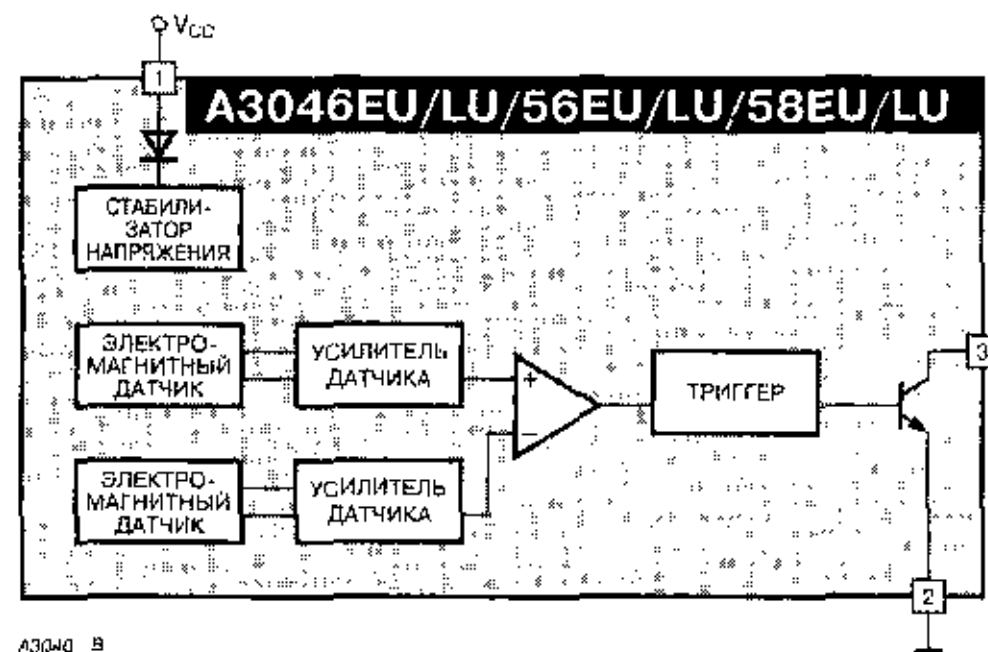 VCC
1
A3046EU/LU/56EU/LU/58EU/LU
СТАБИЛИ-
ЗАТОР
НАПРЯЖЕНИЯ
ЭЛЕКТРО-
МАГНИТНЫЙ
ДАТЧИК
УСИЛИТЕЛЬ
ДАТЧИКА
+
−
ТРИГГЕР
3
ЭЛЕКТРО-
МАГНИТНЫЙ
ДАТЧИК
УСИЛИТЕЛЬ
ДАТЧИКА
2